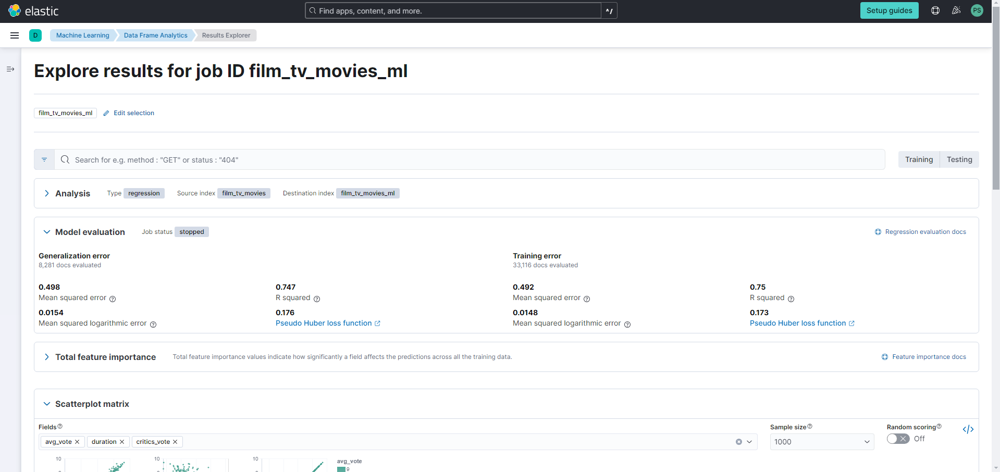 elastic
Find apps, content, and more.
^/
Setup guides
PS
D
Machine Learning
Data Frame Analytics
Results Explorer
Explore results for job ID film_tv_movies_ml
film_tv_movies_ml
Edit selection
Search for e.g. method : "GET" or status : "404"
Training
Testing
Analysis
Type regression
Source index film_tv_movies
Destination index film_tv_movies_ml
Model evaluation
Job status stopped
Regression evaluation docs
Generalization error
8,281 docs evaluated
0.498
Mean squared error
0.747
R squared
0.0154
Mean squared logarithmic error
0.176
Pseudo Huber loss function
Training error
33,116 docs evaluated
0.492
Mean squared error
0.75
R squared
0.0148
Mean squared logarithmic error
0.173
Pseudo Huber loss function
Total feature importance
Total feature importance values indicate how significantly a field affects the predictions across all the training data.
Feature importance docs
Scatterplot matrix
Fields
avg_vote
duration
critics_vote
Sample size
1000
Random scoring
Off
10
10
10
avg_vote
9